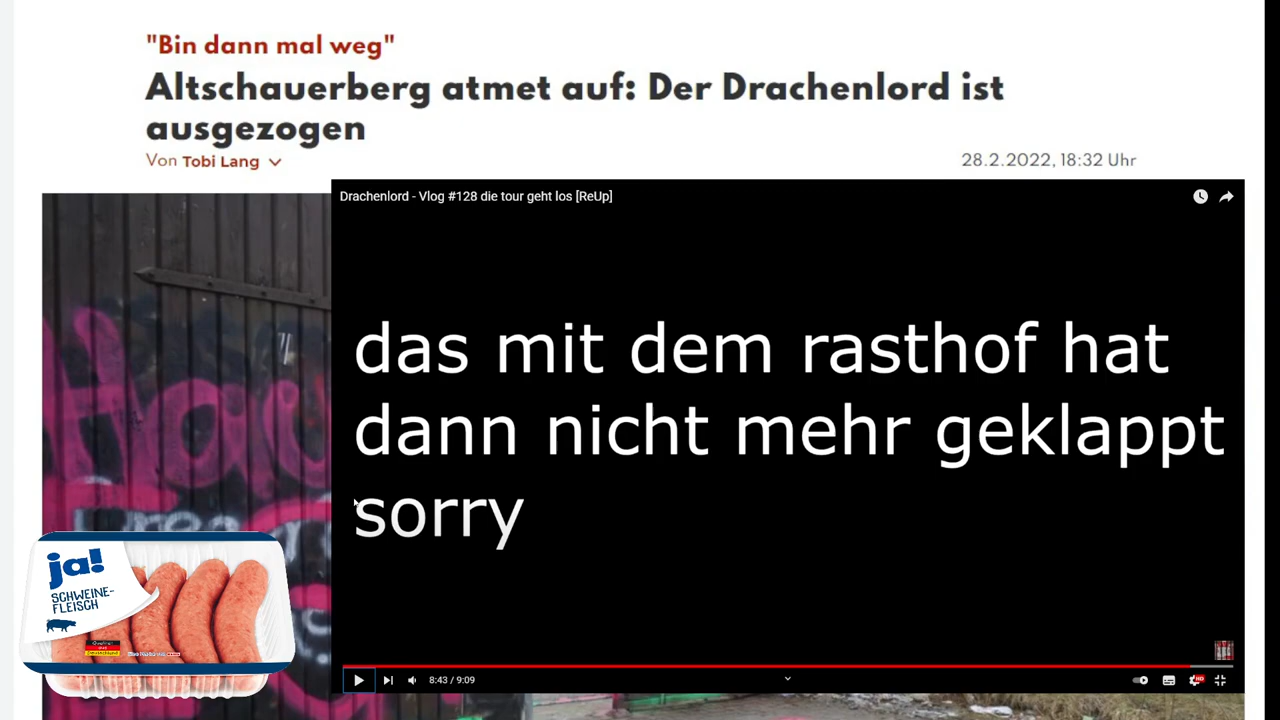 "Bin dann mal weg"
Altschauerberg atmet auf: Der Drachenlord ist
ausgezogen
Von Tobi Lang
28.2.2022, 18:32 Uhr
Drachenlord - Vlog #128 die tour geht los [ReUp]
das mit dem rasthof hat
dann nicht mehr geklappt
sorry
ja!
SCHWEINE-
FLEISCH
8:43 / 9:09
HD